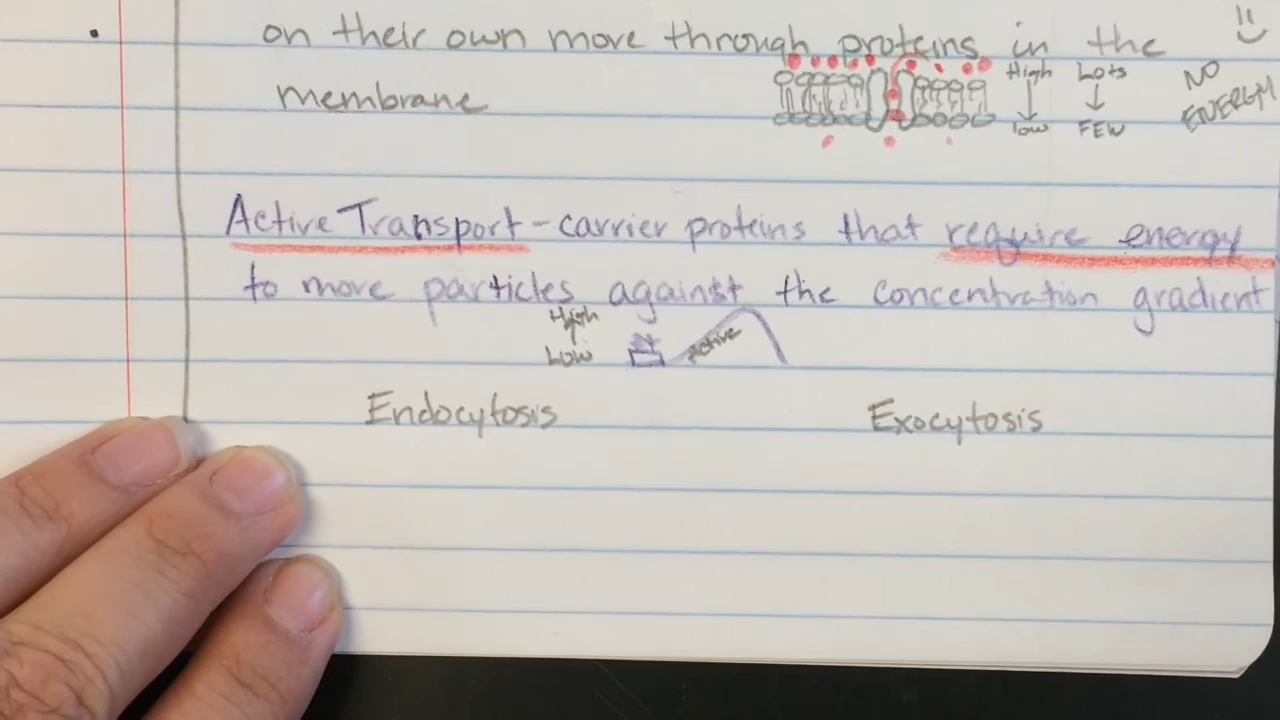 on their own move through proteins in the
membrane
High Lots
low FEW
NO
ENERGY
Active Transport - carrier proteins that require energy
to move particles against the concentration gradient
High
Low
Active
Endocytosis Exocytosis